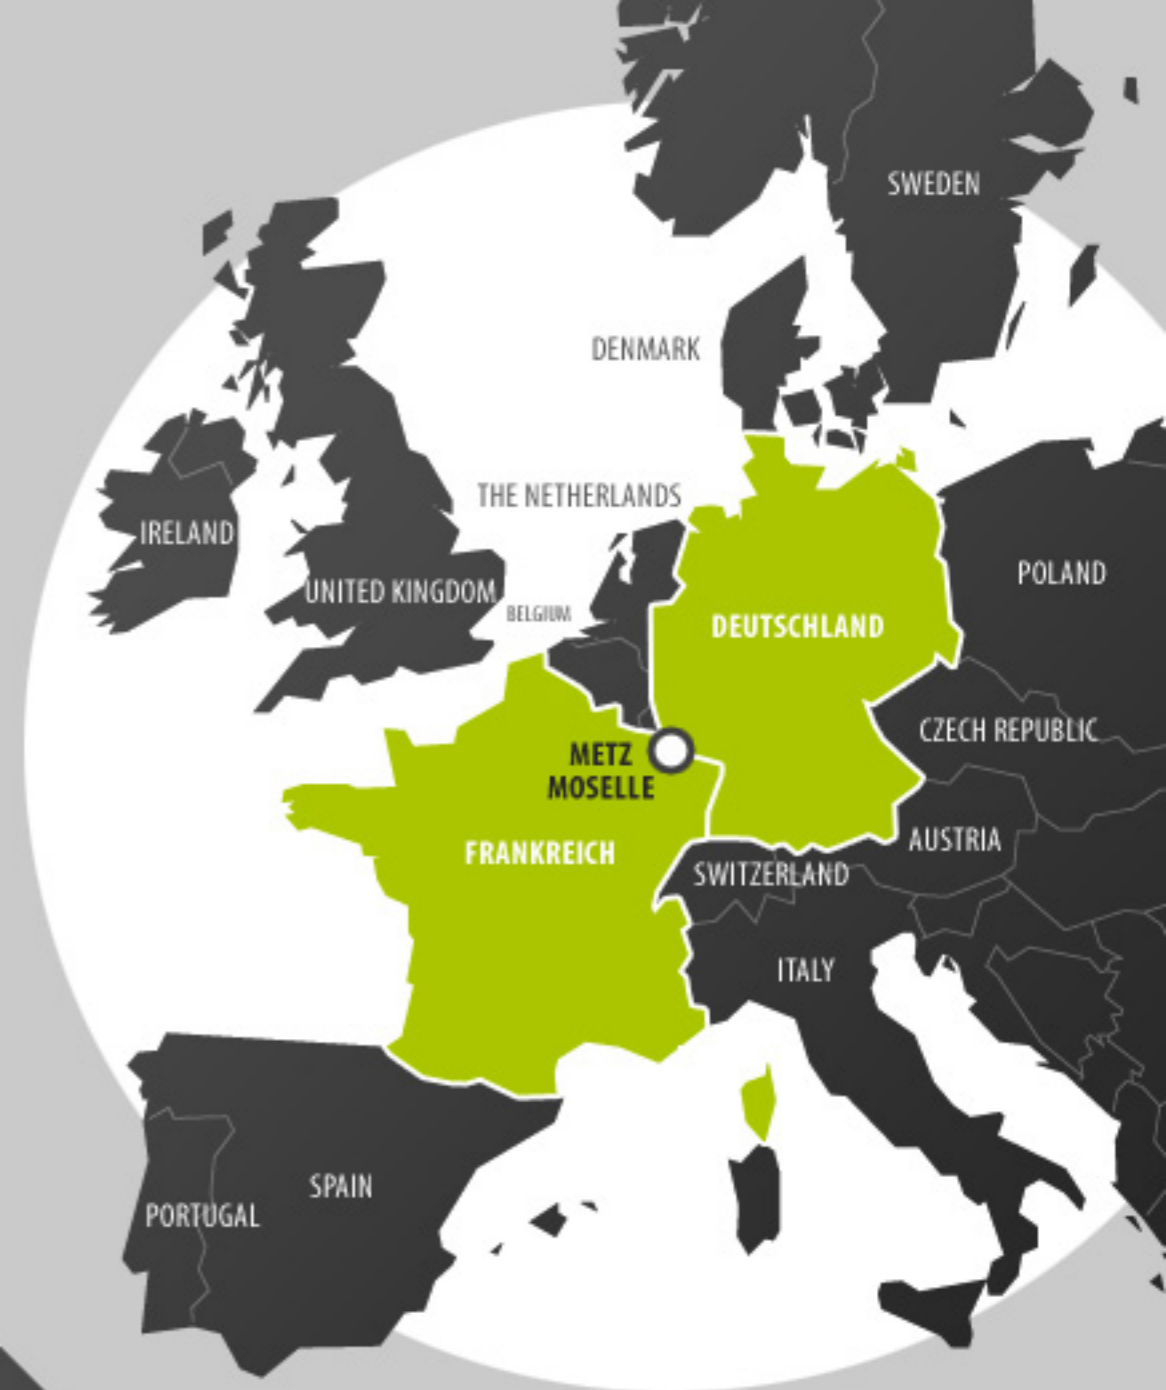 SWEDEN
DENMARK
THE NETHERLANDS
IRELAND
POLAND
UNITED KINGDOM
BELGIUM
DEUTSCHLAND
CZECH REPUBLIC
METZ
MOSELLE
AUSTRIA
FRANKREICH
SWITZERLAND
ITALY
SPAIN
PORTUGAL